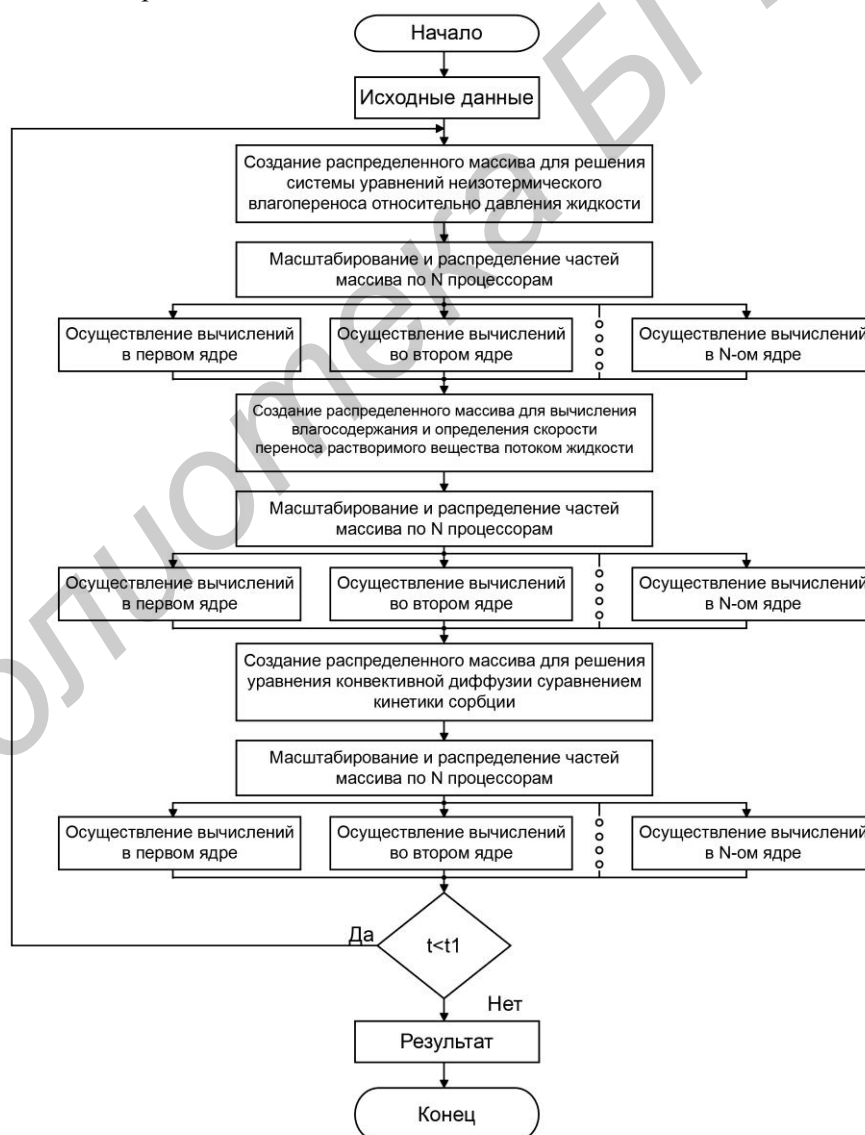 Начало
Исходные данные
Создание распределенного массива для решения
системы уравнений неизотермического
влагопереноса относительно давления жидкости
Масштабирование и распределение частей
массива по N процессорам
Осуществление вычислений
в первом ядре
Осуществление вычислений
во втором ядре
Осуществление вычислений
в N-ом ядре
Создание распределенного массива для вычисления
влагосодержания и определения скорости
переноса растворимого вещества потоком жидкости
Масштабирование и распределение частей
массива по N процессорам
Осуществление вычислений
в первом ядре
Осуществление вычислений
во втором ядре
Осуществление вычислений
в N-ом ядре
Создание распределенного массива для решения
уравнения конвективной диффузии суравнением
кинетики сорбции
Масштабирование и распределение частей
массива по N процессорам
Осуществление вычислений
в первом ядре
Осуществление вычислений
во втором ядре
Осуществление вычислений
в N-ом ядре
Да
t<t1
Нет
Результат
Конец